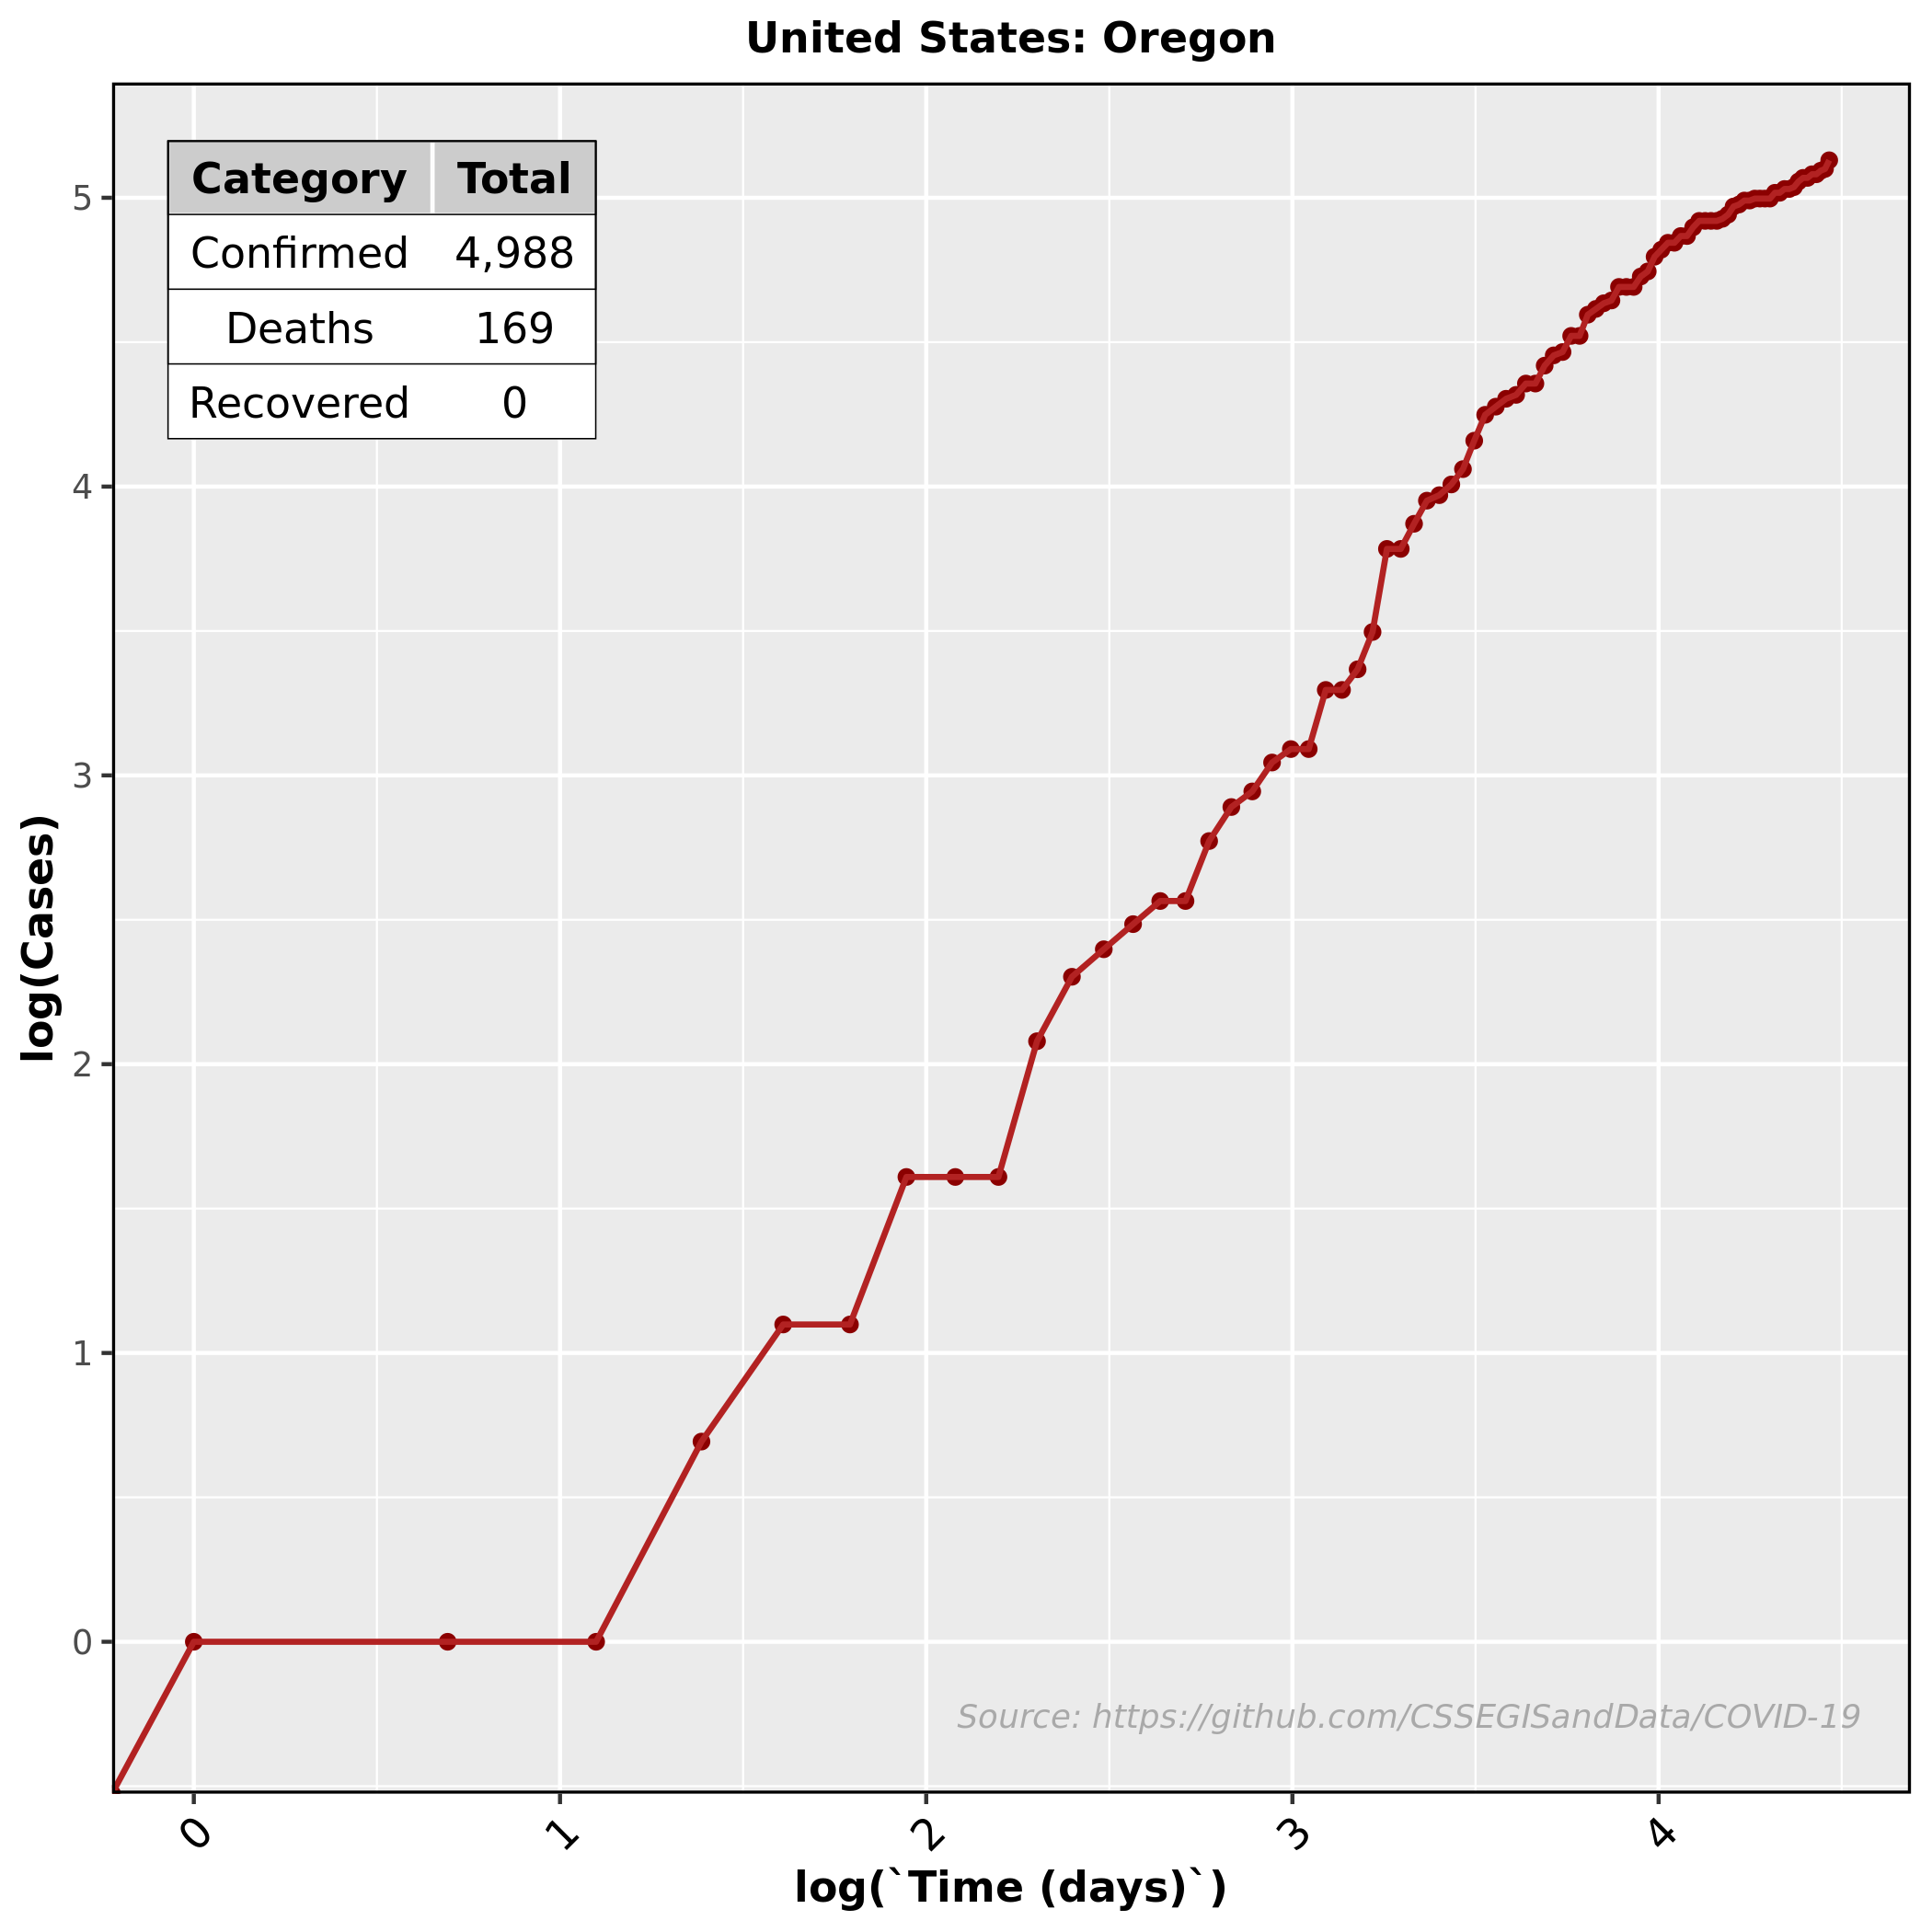 United States: Oregon
Category Total
Confirmed 4,988
Deaths 169
Recovered 0
5
4
3
2
1
0
log(Cases)
Source: https://github.com/CSSEGISandData/COVID-19
0 1 2 3 4
log(`Time (days)`)